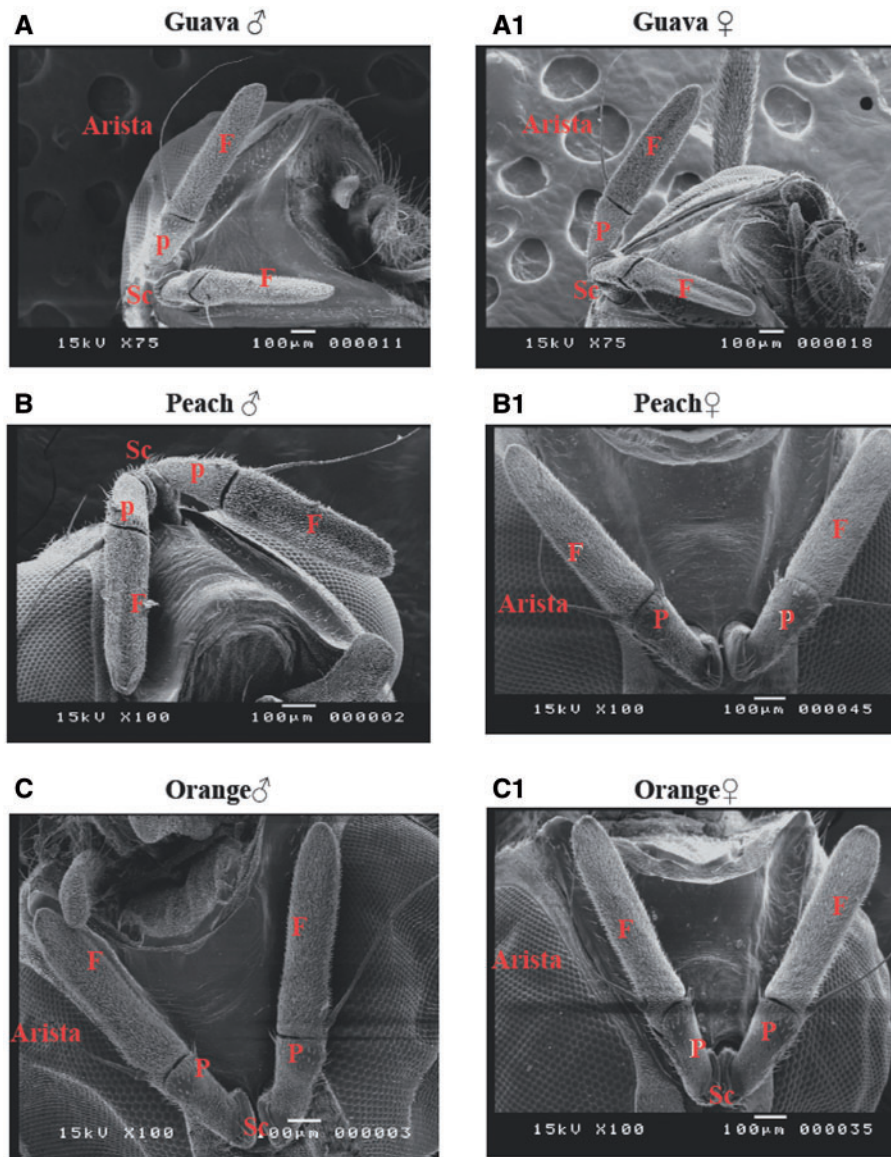 A
Guava ♂
Arista
F
p
F
Sc
15kV X75 100μm 000011
A1
Guava ♀
Arista
F
P
Sc
F
15kV X75 100μm 000018
B
Peach ♂
Sc
p
p
F
F
15kV X100 100μm 000002
B1
Peach♀
F
F
Arista
P
P
15kV X100 100μm 000045
C
Orange♂
F
F
Arista
P
P
Sc
15kV X100 100μm 000003
C1
Orange♀
F
F
Arista
P
P
Sc
15kV X100 100μm 000035